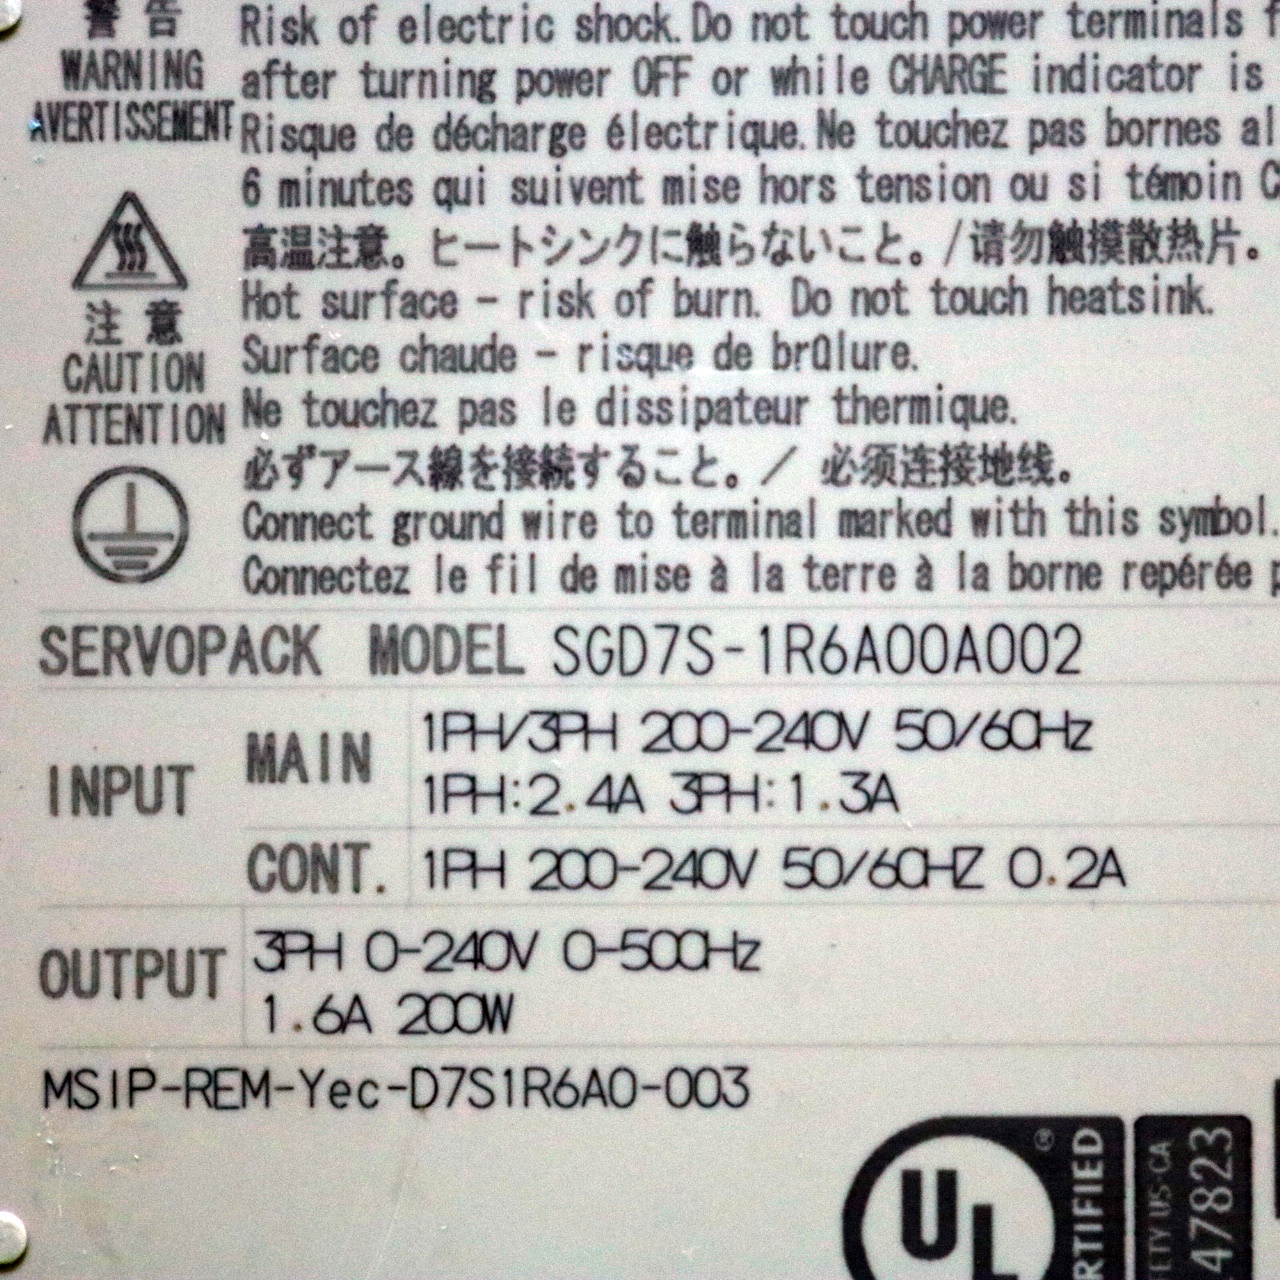 警告
WARNING
AVERTISSEMENT
Risk of electric shock. Do not touch power terminals
after turning power OFF or while CHARGE indicator is
Risque de décharge électrique. Ne touchez pas bornes
6 minutes qui suivent mise hors tension ou si témoin
注意
CAUTION
ATTENTION
高温注意。ヒートシンクに触らないこと。/请勿触摸散热片。
Hot surface - risk of burn. Do not touch heatsink.
Surface chaude - risque de brûlure.
Ne touchez pas le dissipateur thermique.
必ずアース線を接続すること。/ 必须连接地线。
Connect ground wire to terminal marked with this symbol.
Connectez le fil de mise à la terre à la borne repérée
SERVOPACK MODEL SGD7S-1R6A00A002
INPUT
MAIN
1PH/3PH 200-240V 50/60Hz
1PH:2.4A 3PH:1.3A
CONT. 1PH 200-240V 50/60HZ 0.2A
OUTPUT
3PH 0-240V 0-500Hz
1.6A 200W
MSIP-REM-Yec-D7S1R6A0-003
UL ®
RTIFIED
ETY US-CA
47823